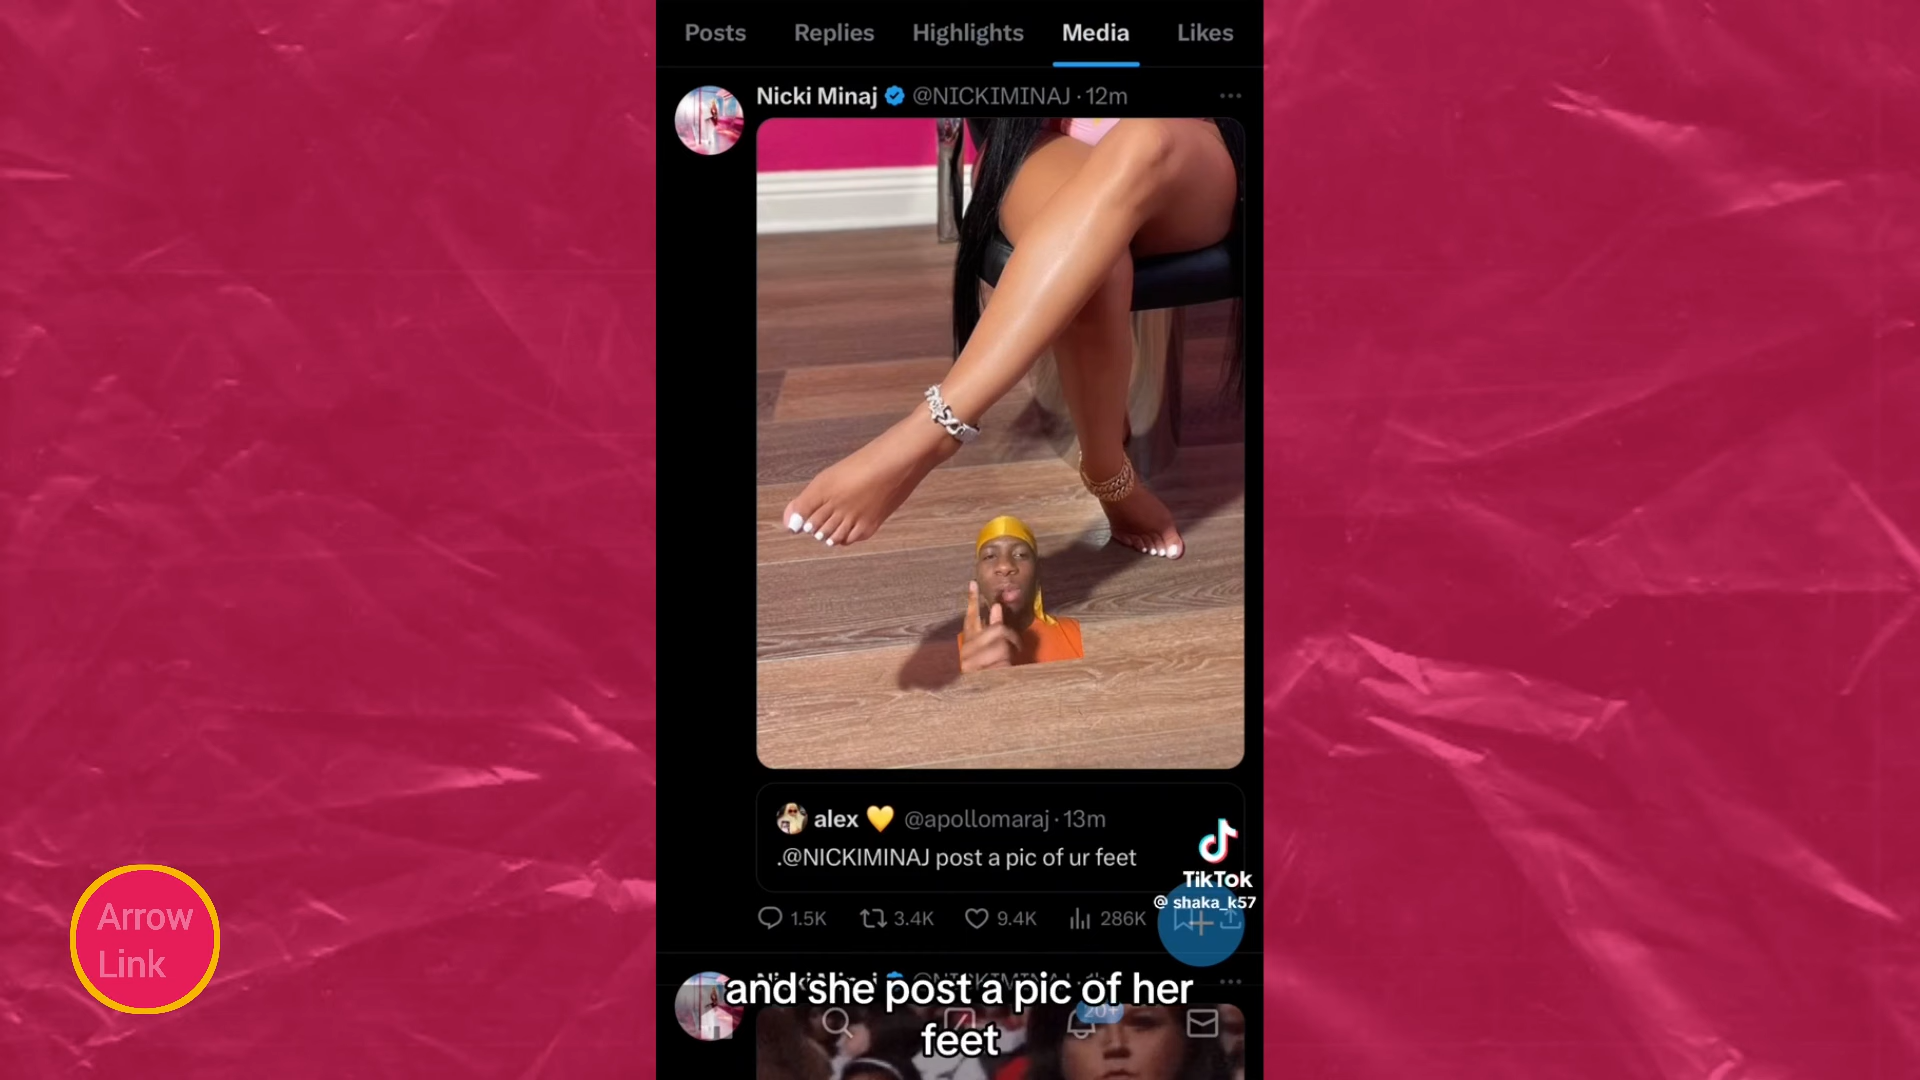 Posts Replies Highlights Media Likes
Nicki Minaj @NICKIMINAJ · 12m
alex 💛 @apollomaraj · 13m
.@NICKIMINAJ post a pic of ur feet
TikTok
@ shaka_k57
1.5K 3.4K 9.4K 286K
Arrow
Link
and she post a pic of her
feet
20+